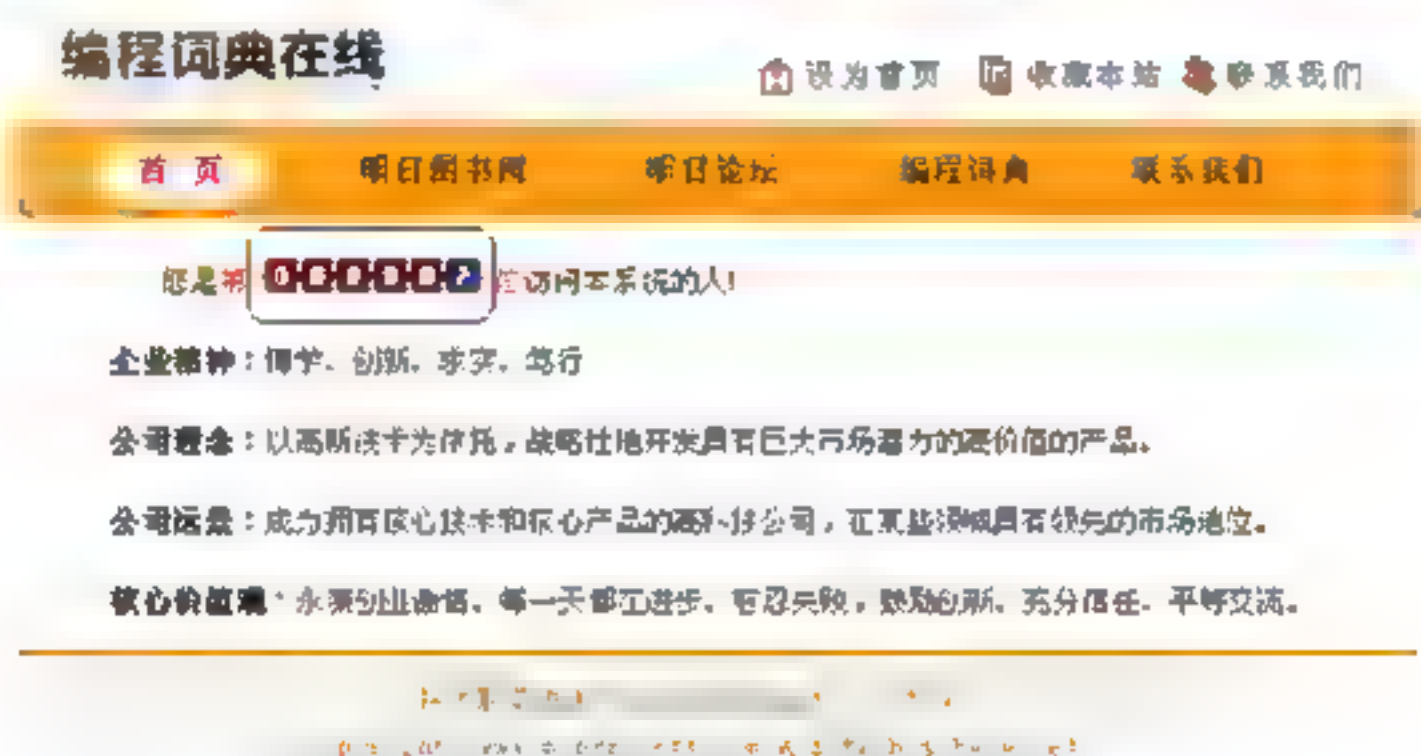 编程词典在线
设为首页 收藏本站 联系我们
首 页 明日图书网 明日论坛 编程词典 联系我们
您是第 000007 位访问本系统的人!
企业精神：博学、创新、求实、笃行
公司理念：以高新技术为依托，战略性地开发具有巨大市场潜力的高价值的产品。
公司远景：成为拥有核心技术和核心产品的高科技公司，在某些领域具有领先的市场地位。
核心价值观：永葆创业激情、每一天都在进步、容忍失败，鼓励创新、充分信任、平等交流。